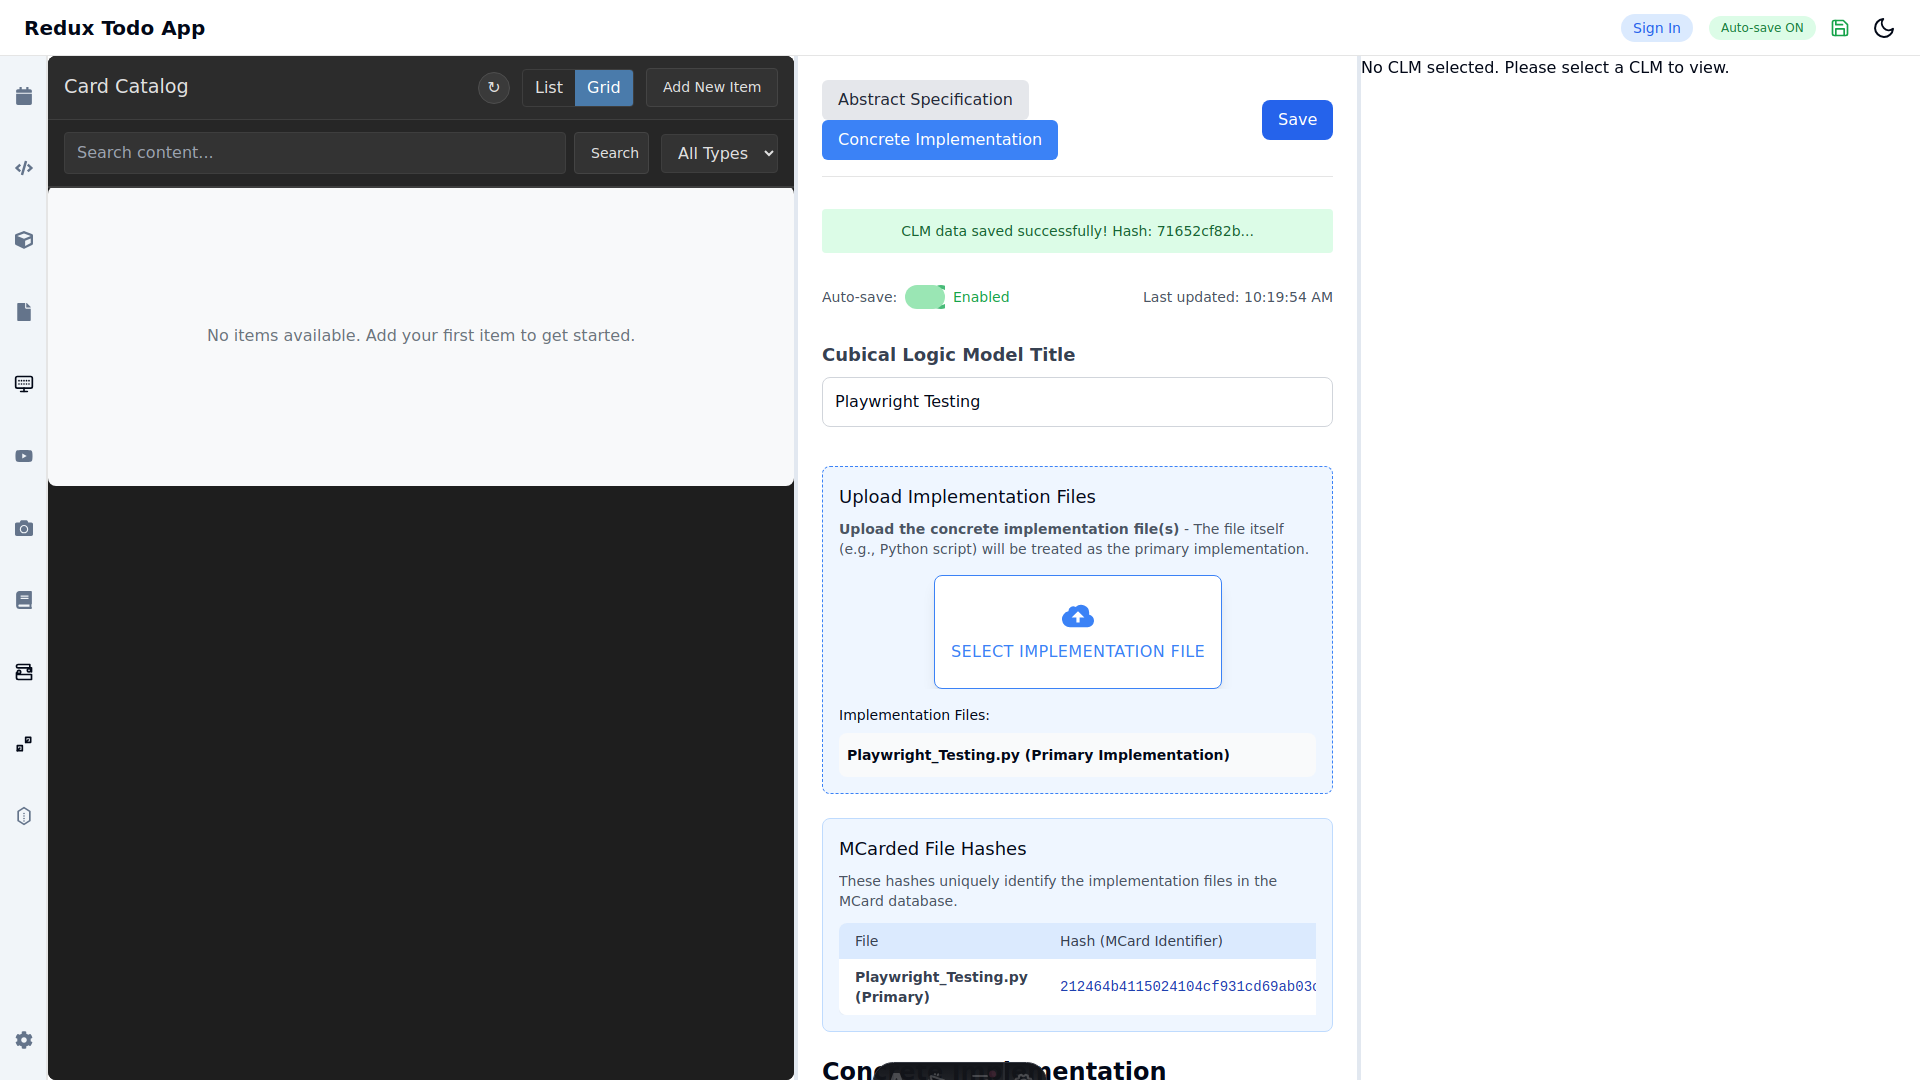 Redux Todo App
Sign In
Auto-save ON
Card Catalog
↻
List
Grid
Add New Item
Search content...
Search
All Types
No items available. Add your first item to get started.
Abstract Specification
Concrete Implementation
Save
CLM data saved successfully! Hash: 71652cf82b...
Auto-save:
Enabled
Last updated: 10:19:54 AM
Cubical Logic Model Title
Playwright Testing
Upload Implementation Files
Upload the concrete implementation file(s) - The file itself
(e.g., Python script) will be treated as the primary implementation.
SELECT IMPLEMENTATION FILE
Implementation Files:
Playwright_Testing.py (Primary Implementation)
MCarded File Hashes
These hashes uniquely identify the implementation files in the
MCard database.
File
Hash (MCard Identifier)
Playwright_Testing.py
(Primary)
212464b4115024104cf931cd69ab03
No CLM selected. Please select a CLM to view.